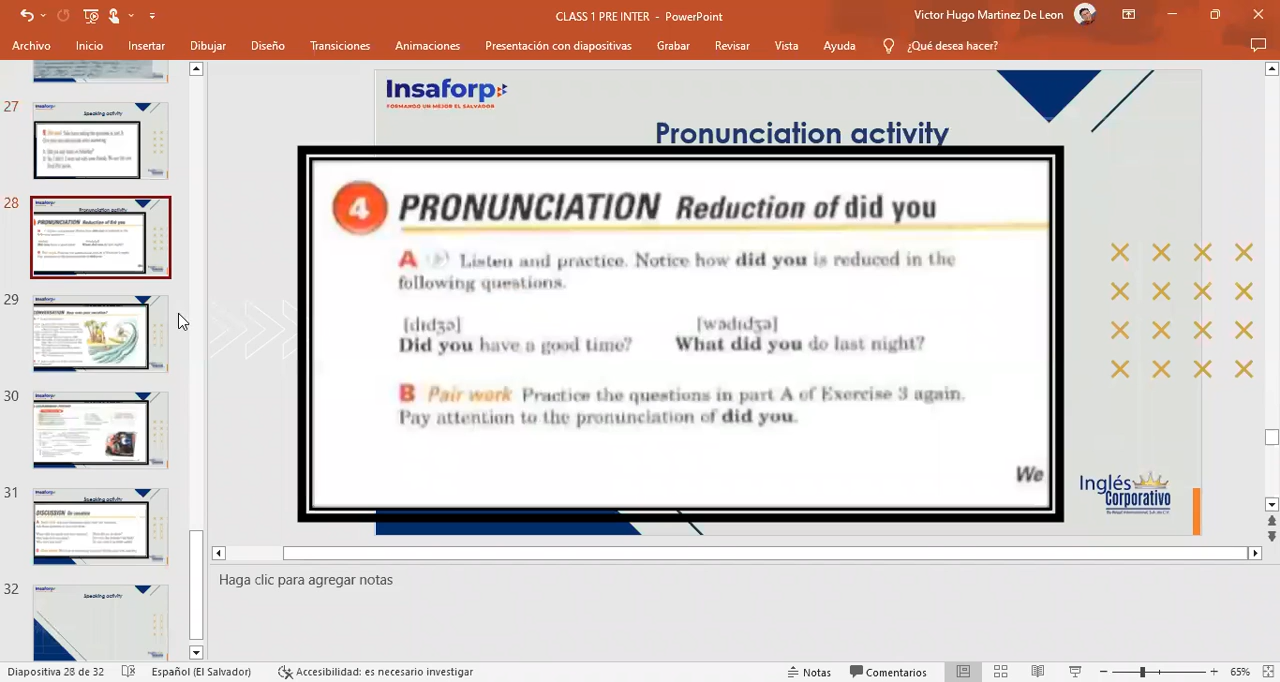 CLASS 1 PRE INTER - PowerPoint
Victor Hugo Martinez De Leon
Archivo Inicio Insertar Dibujar Diseño Transiciones Animaciones Presentación con diapositivas Grabar Revisar Vista Ayuda ¿Qué desea hacer?
27
Speaking activity
28
Pronunciation activity
PRONUNCIATION Reduction of did you
29
CONVERSATION
30
31
Speaking activity
DISCUSSION On vacation
32
Speaking activity
Insaforp
FORMANDO UN MEJOR EL SALVADOR
Pronunciation activity
4 PRONUNCIATION Reduction of did you
A Listen and practice. Notice how did you is reduced in the
following questions.
[dɪdʒə] [wədɪdʒə]
Did you have a good time? What did you do last night?
B Pair work Practice the questions in part A of Exercise 3 again.
Pay attention to the pronunciation of did you.
We
Inglés
Corporativo
Haga clic para agregar notas
Diapositiva 28 de 32 Español (El Salvador) Accesibilidad: es necesario investigar Notas Comentarios 65%